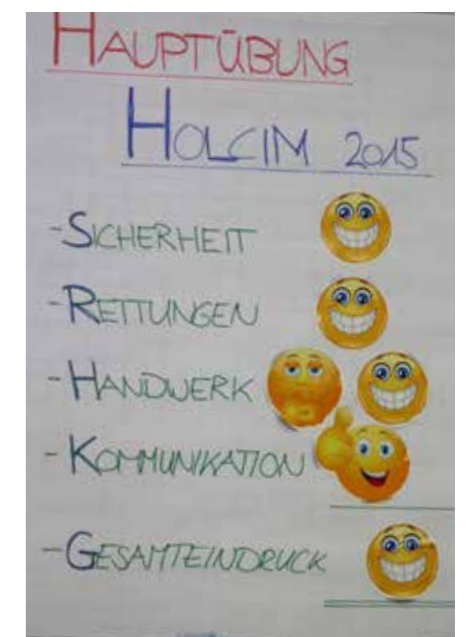 HAUPTÜBUNG
HOLCIM 2015
- SICHERHEIT
- RETTUNGEN
- HANDWERK
- KOMMUNIKATION
- GESAMTEINDRUCK